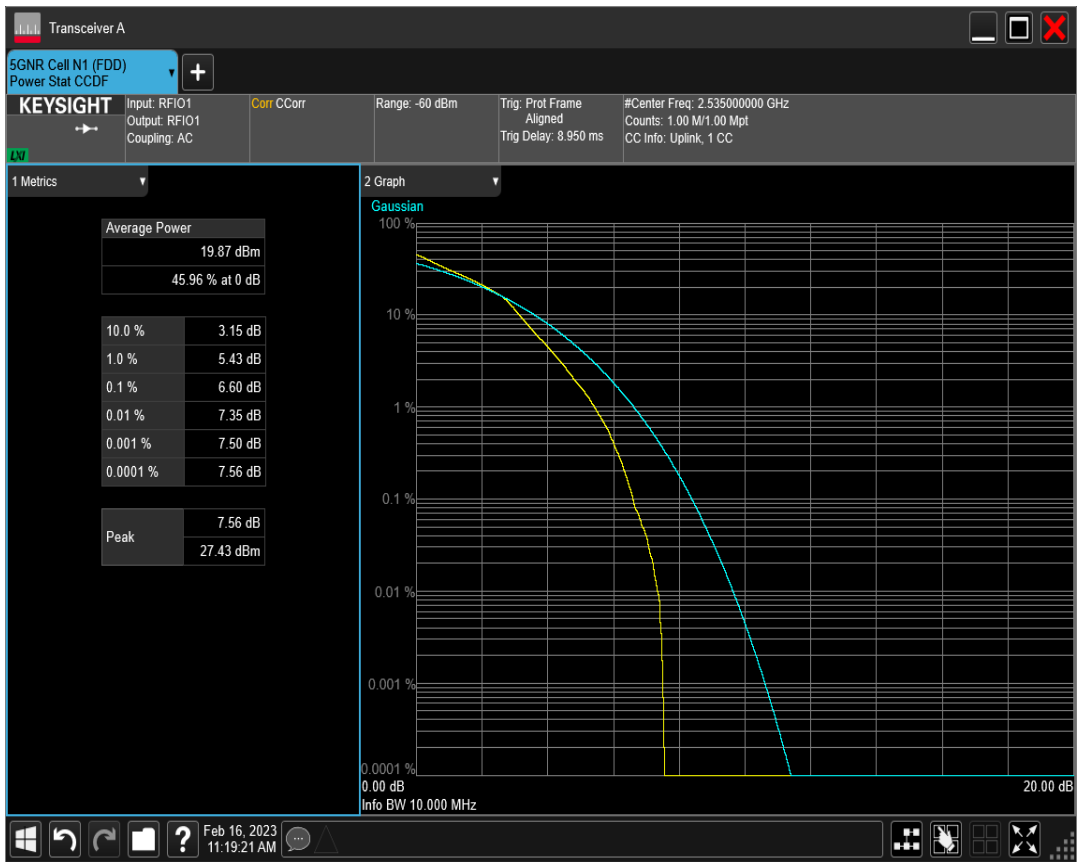 Transceiver A
5GNR Cell N1 (FDD)
Power Stat CCDF
+
KEYSIGHT
LXI
Input: RFIO1
Output: RFIO1
Coupling: AC
Corr CCorr
Range: -60 dBm
Trig: Prot Frame
Aligned
Trig Delay: 8.950 ms
#Center Freq: 2.535000000 GHz
Counts: 1.00 M/1.00 Mpt
CC Info: Uplink, 1 CC
1 Metrics
Average Power
19.87 dBm
45.96 % at 0 dB
10.0 % 3.15 dB
1.0 % 5.43 dB
0.1 % 6.60 dB
0.01 % 7.35 dB
0.001 % 7.50 dB
0.0001 % 7.56 dB
Peak
7.56 dB
27.43 dBm
2 Graph
Gaussian
100 %
10 %
1 %
0.1 %
0.01 %
0.001 %
0.0001 %
0.00 dB 20.00 dB
Info BW 10.000 MHz
?
Feb 16, 2023
11:19:21 AM